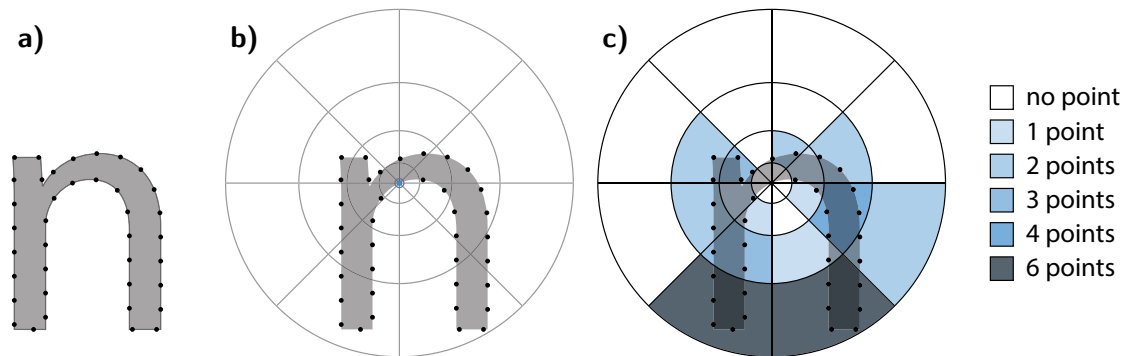 a)
b)
c)
no point
1 point
2 points
3 points
4 points
6 points